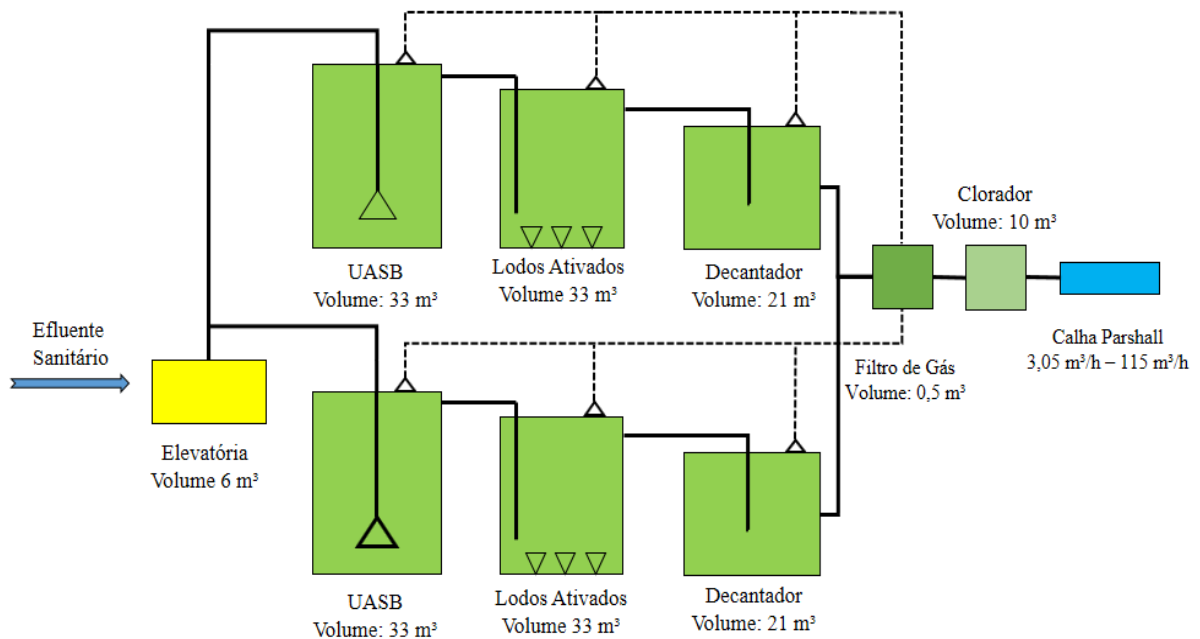 UASB
Volume: 33 m³
Lodos Ativados
Volume 33 m³
Decantador
Volume: 21 m³
Clorador
Volume: 10 m³
Efluente
Sanitário
Elevatória
Volume 6 m³
Filtro de Gás
Volume: 0,5 m³
Calha Parshall
3,05 m³/h – 115 m³/h
UASB
Volume: 33 m³
Lodos Ativados
Volume: 33 m³
Decantador
Volume: 21 m³